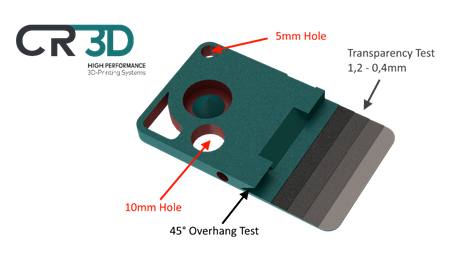 CR3D
HIGH PERFORMANCE
3D-Printing Systems
5mm Hole
Transparency Test
1,2 - 0,4mm
10mm Hole
45° Overhang Test